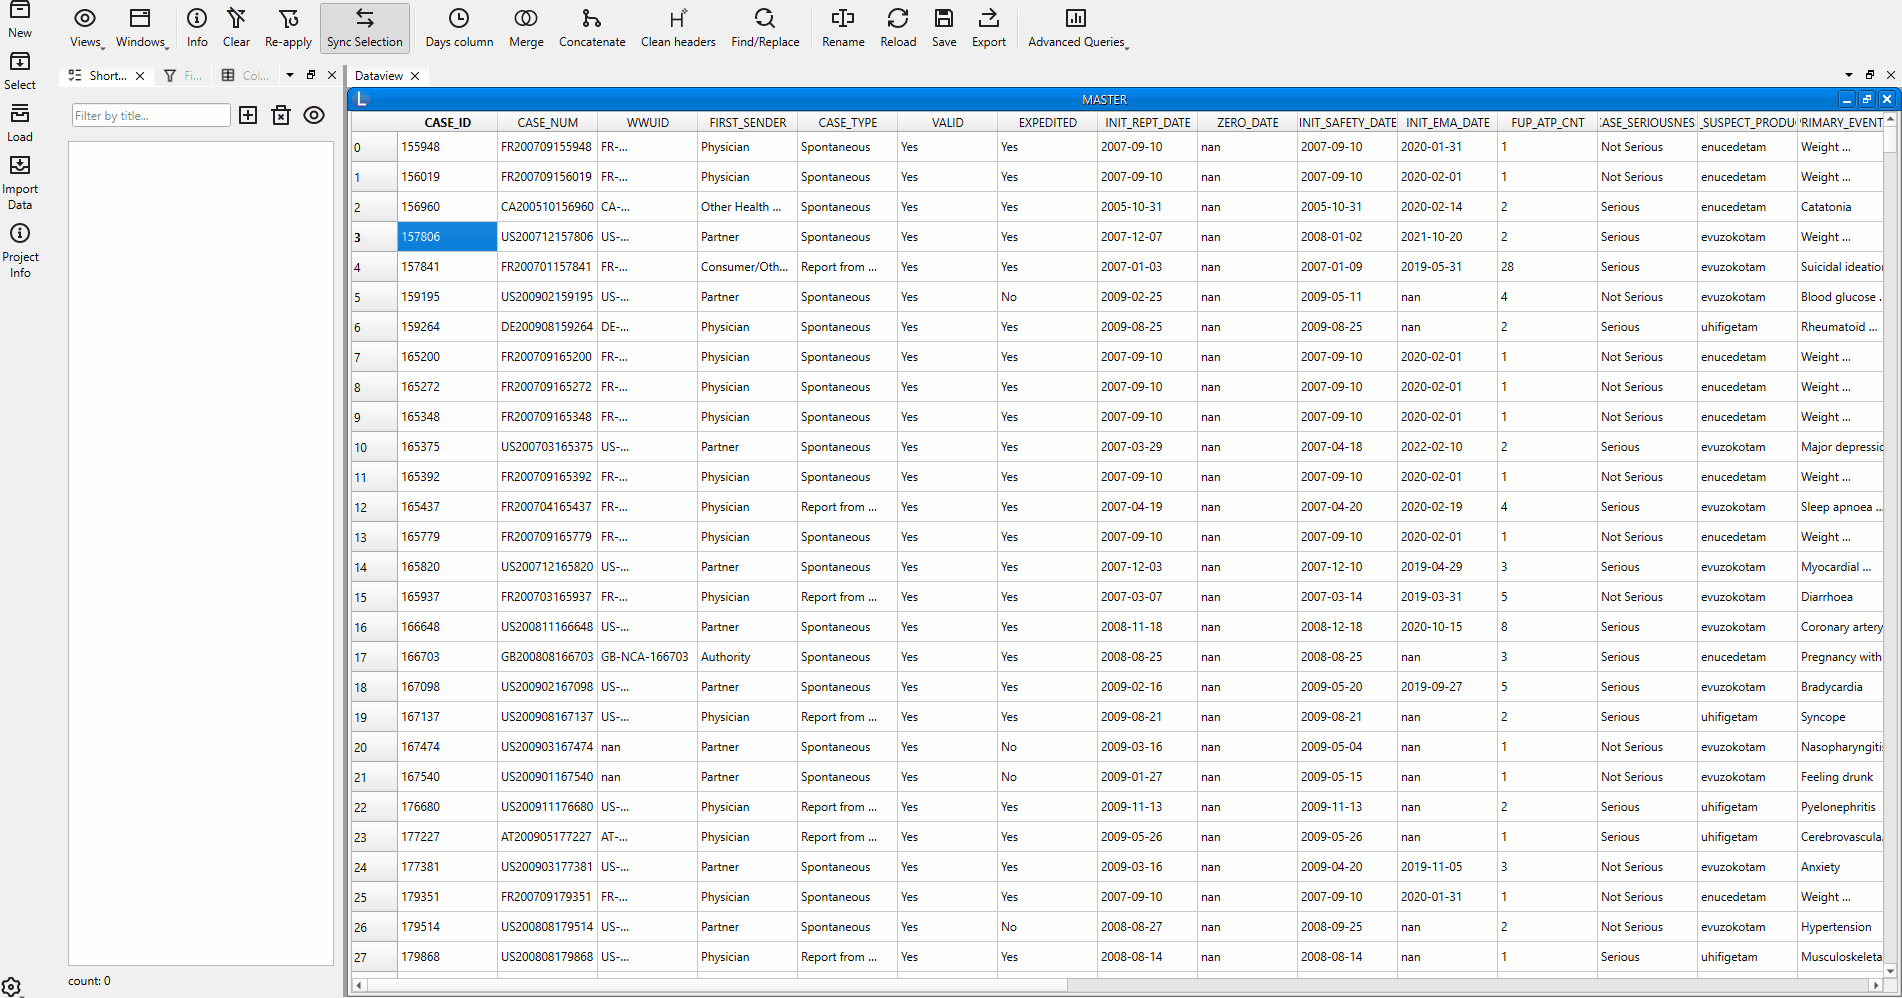 New
Select
Load
Import
Data
Project
Info
Views
Windows
Info
Clear
Re-apply
Sync Selection
Days column
Merge
Concatenate
Clean headers
Find/Replace
Rename
Reload
Save
Export
Advanced Queries
Short...
Fi...
Col...
Filter by title...
count: 0
Dataview
MASTER
CASE_ID CASE_NUM WWUID FIRST_SENDER CASE_TYPE VALID EXPEDITED INIT_REPT_DATE ZERO_DATE INIT_SAFETY_DATE INIT_EMA_DATE FUP_ATP_CNT CASE_SERIOUSNES _SUSPECT_PRODU PRIMARY_EVENT
0 155948 FR200709155948 FR-... Physician Spontaneous Yes Yes 2007-09-10 nan 2007-09-10 2020-01-31 1 Not Serious enucedetam Weight ...
1 156019 FR200709156019 FR-... Physician Spontaneous Yes Yes 2007-09-10 nan 2007-09-10 2020-02-01 1 Not Serious enucedetam Weight ...
2 156960 CA200510156960 CA-... Other Health ... Spontaneous Yes Yes 2005-10-31 nan 2005-10-31 2020-02-14 2 Serious enucedetam Catatonia
3 157806 US200712157806 US-... Partner Spontaneous Yes Yes 2007-12-07 nan 2008-01-02 2021-10-20 2 Serious evuzokotam Weight ...
4 157841 FR200701157841 FR-... Consumer/Oth... Report from ... Yes Yes 2007-01-03 nan 2007-01-09 2019-05-31 28 Serious evuzokotam Suicidal ideation
5 159195 US200902159195 US-... Partner Spontaneous Yes No 2009-02-25 nan 2009-05-11 nan 4 Not Serious evuzokotam Blood glucose ...
6 159264 DE200908159264 DE-... Physician Spontaneous Yes Yes 2009-08-25 nan 2009-08-25 nan 2 Serious uhifigetam Rheumatoid ...
7 165200 FR200709165200 FR-... Physician Spontaneous Yes Yes 2007-09-10 nan 2007-09-10 2020-02-01 1 Not Serious enucedetam Weight ...
8 165272 FR200709165272 FR-... Physician Spontaneous Yes Yes 2007-09-10 nan 2007-09-10 2020-02-01 1 Not Serious enucedetam Weight ...
9 165348 FR200709165348 FR-... Physician Spontaneous Yes Yes 2007-09-10 nan 2007-09-10 2020-02-01 1 Not Serious enucedetam Weight ...
10 165375 US200703165375 US-... Partner Spontaneous Yes Yes 2007-03-29 nan 2007-04-18 2022-02-10 2 Serious evuzokotam Major depressic
11 165392 FR200709165392 FR-... Physician Spontaneous Yes Yes 2007-09-10 nan 2007-09-10 2020-02-01 1 Not Serious enucedetam Weight ...
12 165437 FR200704165437 FR-... Physician Report from ... Yes Yes 2007-04-19 nan 2007-04-20 2020-02-19 4 Serious evuzokotam Sleep apnoea ...
13 165779 FR200709165779 FR-... Physician Spontaneous Yes Yes 2007-09-10 nan 2007-09-10 2020-02-01 1 Not Serious enucedetam Weight ...
14 165820 US200712165820 US-... Partner Spontaneous Yes Yes 2007-12-03 nan 2007-12-10 2019-04-29 3 Serious evuzokotam Myocardial ...
15 165937 FR200703165937 FR-... Physician Report from ... Yes Yes 2007-03-07 nan 2007-03-14 2019-03-31 5 Not Serious evuzokotam Diarrhoea
16 166648 US200811166648 US-... Partner Spontaneous Yes Yes 2008-11-18 nan 2008-12-18 2020-10-15 8 Serious evuzokotam Coronary artery
17 166703 GB200808166703 GB-NCA-166703 Authority Spontaneous Yes Yes 2008-08-25 nan 2008-08-25 nan 3 Serious enucedetam Pregnancy with
18 167098 US200902167098 US-... Partner Spontaneous Yes Yes 2009-02-16 nan 2009-05-20 2019-09-27 5 Serious evuzokotam Bradycardia
19 167137 US200908167137 US-... Physician Report from ... Yes Yes 2009-08-21 nan 2009-08-21 nan 2 Serious uhifigetam Syncope
20 167474 US200903167474 nan Partner Spontaneous Yes No 2009-03-16 nan 2009-05-04 nan 1 Not Serious evuzokotam Nasopharyngitis
21 167540 US200901167540 nan Partner Spontaneous Yes No 2009-01-27 nan 2009-05-15 nan 1 Not Serious evuzokotam Feeling drunk
22 176680 US200911176680 US-... Physician Report from ... Yes Yes 2009-11-13 nan 2009-11-13 nan 2 Serious uhifigetam Pyelonephritis
23 177227 AT200905177227 AT-... Physician Report from ... Yes Yes 2009-05-26 nan 2009-05-26 nan 1 Serious uhifigetam Cerebrovascula.
24 177381 US200903177381 US-... Partner Spontaneous Yes Yes 2009-03-16 nan 2009-04-20 2019-11-05 3 Not Serious evuzokotam Anxiety
25 179351 FR200709179351 FR-... Physician Spontaneous Yes Yes 2007-09-10 nan 2007-09-10 2020-01-31 1 Not Serious enucedetam Weight ...
26 179514 US200808179514 US-... Partner Spontaneous Yes No 2008-08-27 nan 2008-09-25 nan 2 Not Serious evuzokotam Hypertension
27 179868 US200808179868 US-... Physician Report from ... Yes Yes 2008-08-14 nan 2008-08-14 nan 1 Serious uhifigetam Musculoskeleta